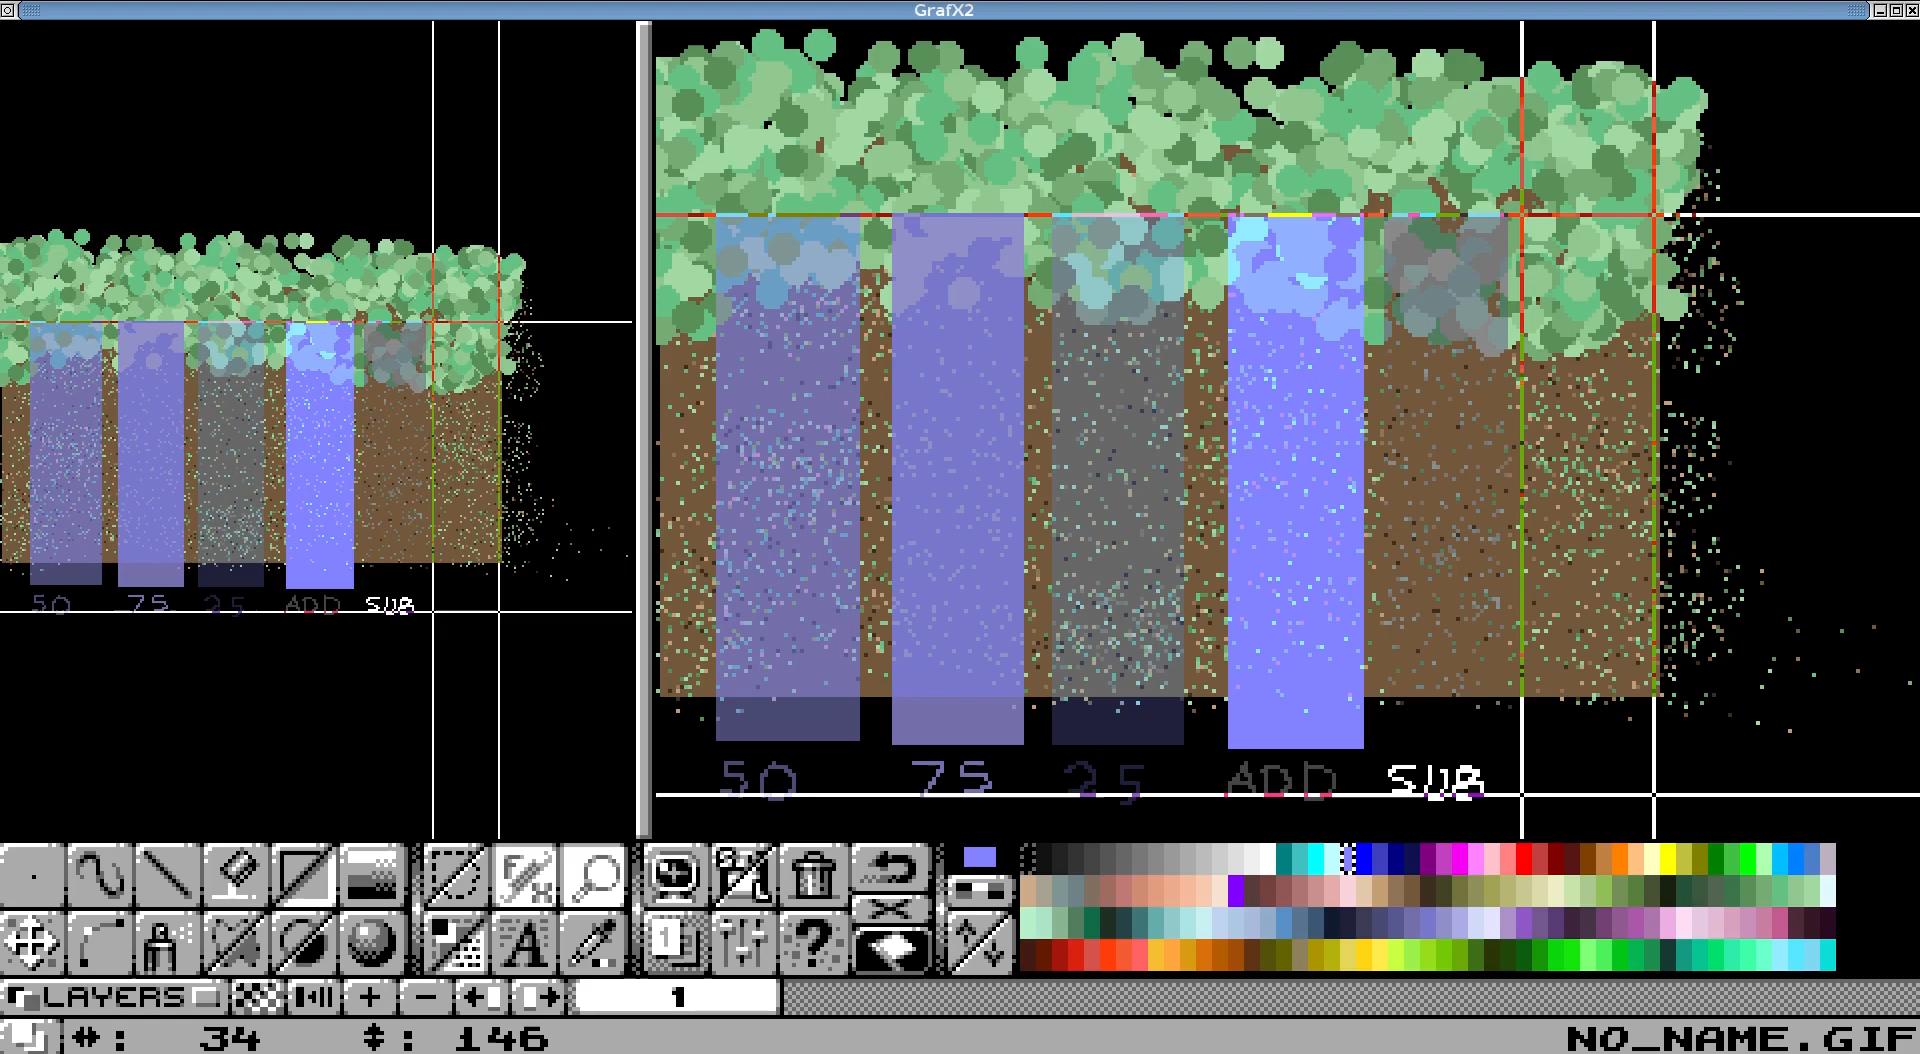 GrafX2
50 75 25 ADD SUB
50 75 25 ADD SUB
F/X
A
?
LAYERS + - 1
#: 34 : 146 NO_NAME.GIF